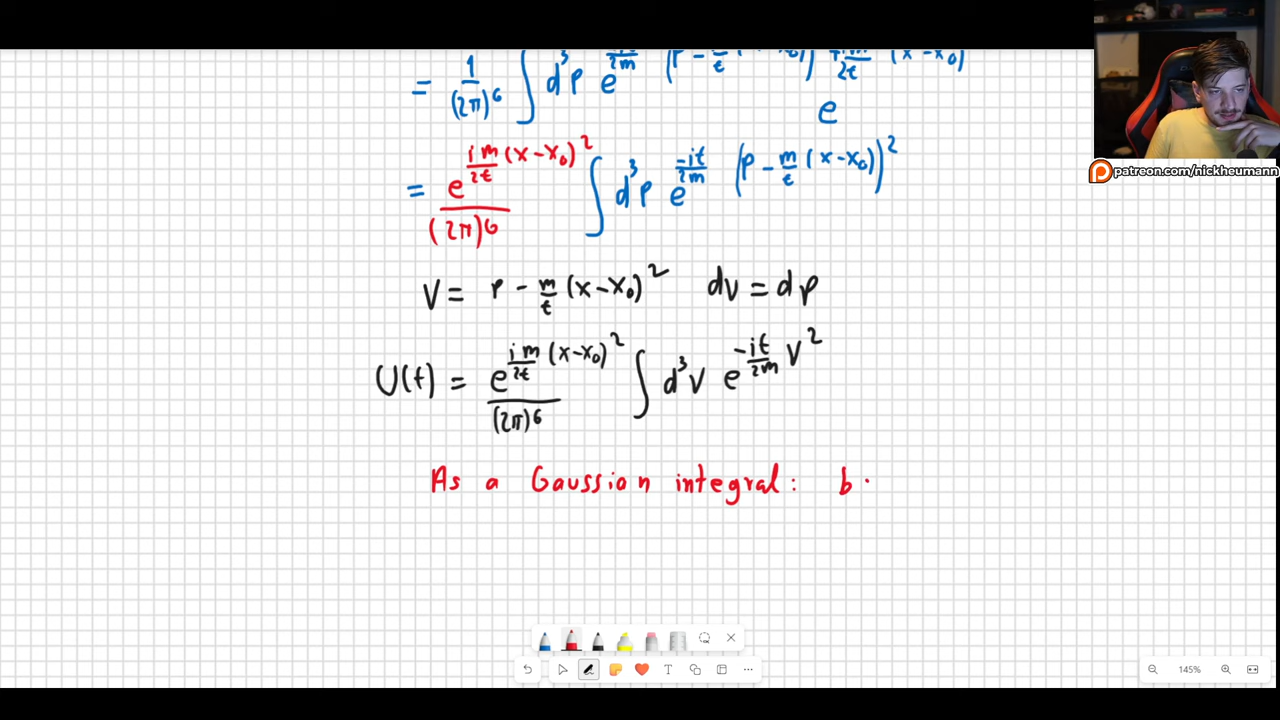 = 1/(2π)^6 ∫ d³p e (p - m/t (x-x₀)) e
= e^{im/2t (x-x₀)²}/(2π)^6 ∫ d³p e^{-it/2m (p - m/t (x-x₀))²}
V = p - m/t (x-x₀)² dv = dp
U(t) = e^{im/2t (x-x₀)²}/(2π)^6 ∫ d³V e^{-it/2m V²}
As a Gaussian integral: b
patreon.com/nickheumann
145%